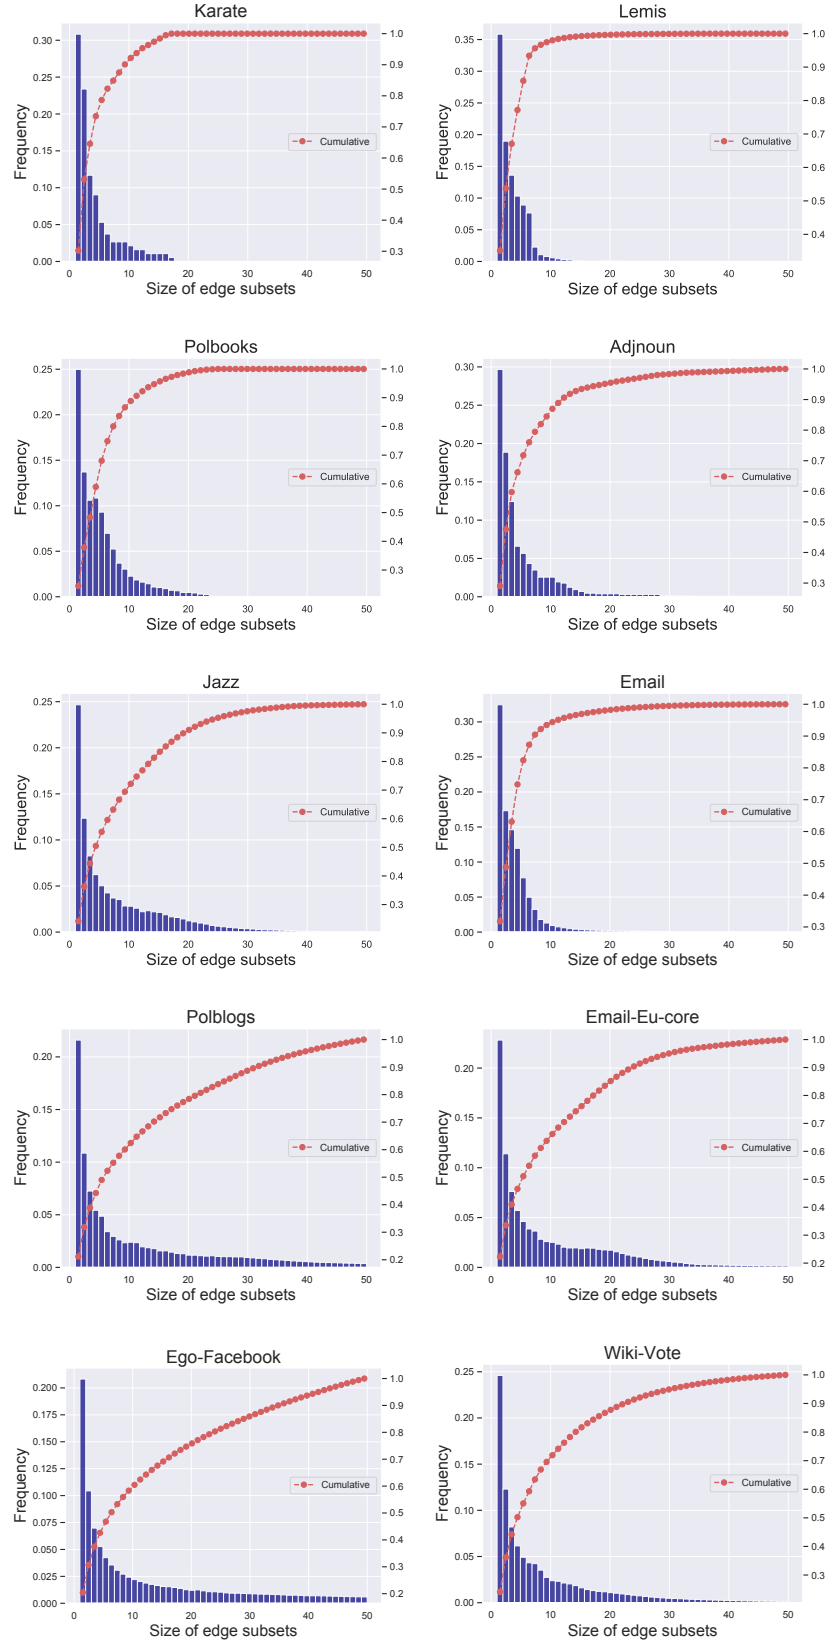 Karate
Frequency
0.30
0.25
0.20
0.15
0.10
0.05
0.00
1.0
0.9
0.8
0.7
0.6
0.5
0.4
0.3
Cumulative
0 10 20 30 40 50
Size of edge subsets
Lemis
Frequency
0.35
0.30
0.25
0.20
0.15
0.10
0.05
0.00
1.0
0.9
0.8
0.7
0.6
0.5
0.4
Cumulative
0 10 20 30 40 50
Size of edge subsets
Polbooks
Frequency
0.25
0.20
0.15
0.10
0.05
0.00
1.0
0.9
0.8
0.7
0.6
0.5
0.4
0.3
Cumulative
0 10 20 30 40 50
Size of edge subsets
Adjnoun
Frequency
0.30
0.25
0.20
0.15
0.10
0.05
0.00
1.0
0.9
0.8
0.7
0.6
0.5
0.4
0.3
Cumulative
0 10 20 30 40 50
Size of edge subsets
Jazz
Frequency
0.25
0.20
0.15
0.10
0.05
0.00
1.0
0.9
0.8
0.7
0.6
0.5
0.4
0.3
Cumulative
0 10 20 30 40 50
Size of edge subsets
Email
Frequency
0.30
0.25
0.20
0.15
0.10
0.05
0.00
1.0
0.9
0.8
0.7
0.6
0.5
0.4
0.3
Cumulative
0 10 20 30 40 50
Size of edge subsets
Polblogs
Frequency
0.20
0.15
0.10
0.05
0.00
1.0
0.9
0.8
0.7
0.6
0.5
0.4
0.3
0.2
Cumulative
0 10 20 30 40 50
Size of edge subsets
Email-Eu-core
Frequency
0.20
0.15
0.10
0.05
0.00
1.0
0.9
0.8
0.7
0.6
0.5
0.4
0.3
0.2
Cumulative
0 10 20 30 40 50
Size of edge subsets
Ego-Facebook
Frequency
0.200
0.175
0.150
0.125
0.100
0.075
0.050
0.025
0.000
1.0
0.9
0.8
0.7
0.6
0.5
0.4
0.3
0.2
Cumulative
0 10 20 30 40 50
Size of edge subsets
Wiki-Vote
Frequency
0.25
0.20
0.15
0.10
0.05
0.00
1.0
0.9
0.8
0.7
0.6
0.5
0.4
0.3
Cumulative
0 10 20 30 40 50
Size of edge subsets